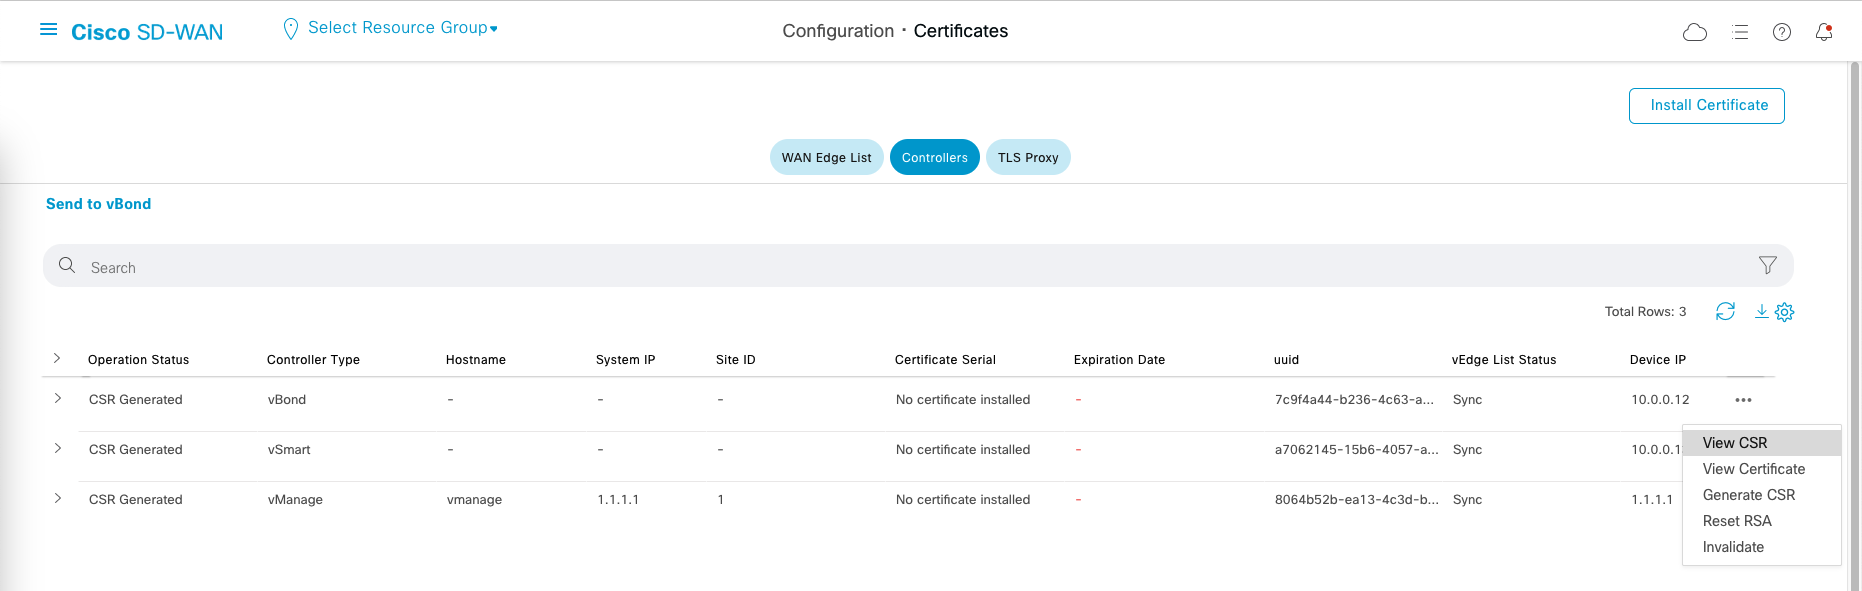 Cisco SD-WAN
Select Resource Group
Configuration · Certificates
Install Certificate
WAN Edge List
Controllers
TLS Proxy
Send to vBond
Search
Total Rows: 3
Operation Status Controller Type Hostname System IP Site ID Certificate Serial Expiration Date uuid vEdge List Status Device IP
CSR Generated vBond - - - No certificate installed - 7c9f4a44-b236-4c63-a... Sync 10.0.0.12 •••
CSR Generated vSmart - - - No certificate installed - a7062145-15b6-4057-a... Sync 10.0.0.1
CSR Generated vManage vmanage 1.1.1.1 1 No certificate installed - 8064b52b-ea13-4c3d-b... Sync 1.1.1.1
View CSR
View Certificate
Generate CSR
Reset RSA
Invalidate